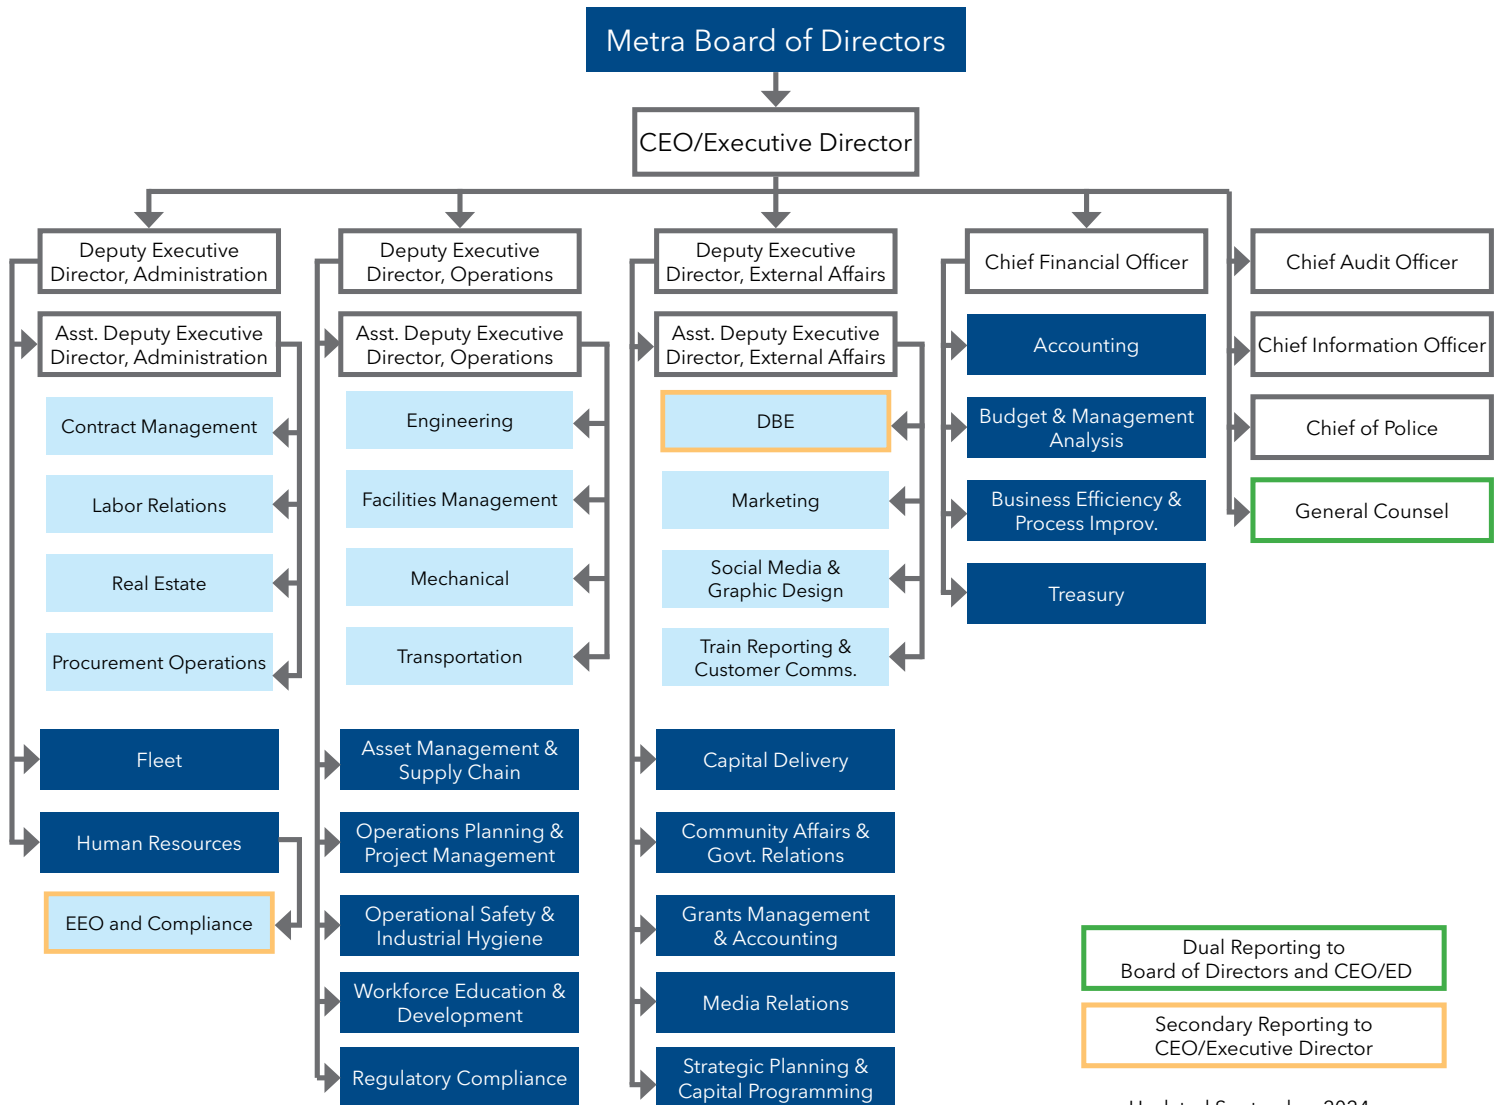 Metra Board of Directors
CEO/Executive Director
Deputy Executive
Director, Administration
Asst. Deputy Executive
Director, Administration
Contract Management
Labor Relations
Real Estate
Procurement Operations
Fleet
Human Resources
EEO and Compliance
Deputy Executive
Director, Operations
Asst. Deputy Executive
Director, Operations
Engineering
Facilities Management
Mechanical
Transportation
Asset Management &
Supply Chain
Operations Planning &
Project Management
Operational Safety &
Industrial Hygiene
Workforce Education &
Development
Regulatory Compliance
Deputy Executive
Director, External Affairs
Asst. Deputy Executive
Director, External Affairs
DBE
Marketing
Social Media &
Graphic Design
Train Reporting &
Customer Comms.
Capital Delivery
Community Affairs &
Govt. Relations
Grants Management
& Accounting
Media Relations
Strategic Planning &
Capital Programming
Chief Financial Officer
Accounting
Budget & Management
Analysis
Business Efficiency &
Process Improv.
Treasury
Chief Audit Officer
Chief Information Officer
Chief of Police
General Counsel
Dual Reporting to
Board of Directors and CEO/ED
Secondary Reporting to
CEO/Executive Director
Updated September 2024